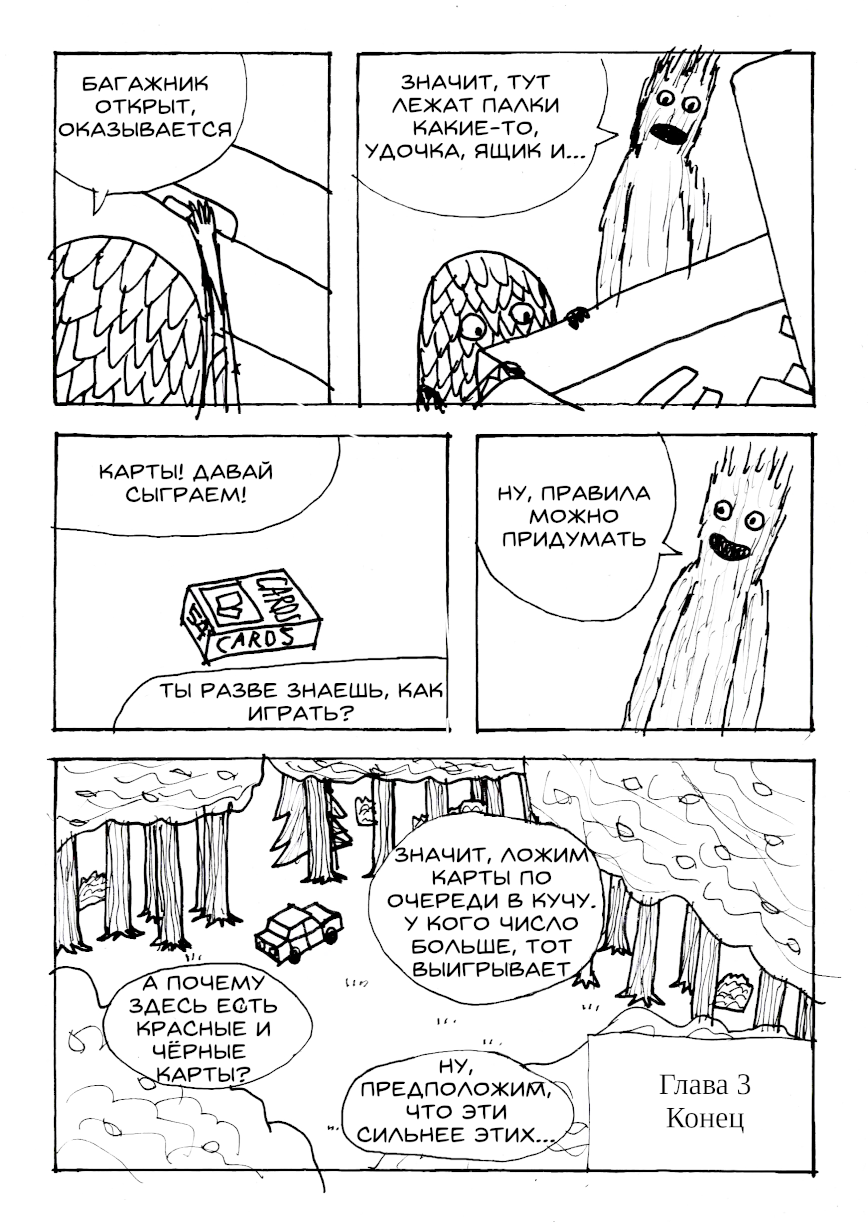 БАГАЖНИК
ОТКРЫТ,
ОКАЗЫВАЕТСЯ
ЗНАЧИТ, ТУТ
ЛЕЖАТ ПАЛКИ
КАКИЕ-ТО,
УДОЧКА, ЯЩИК И...
КАРТЫ! ДАВАЙ
СЫГРАЕМ!
CARDS
54
CARDS
ТЫ РАЗВЕ ЗНАЕШЬ, КАК
ИГРАТЬ?
НУ, ПРАВИЛА
МОЖНО
ПРИДУМАТЬ
ЗНАЧИТ, ЛОЖИМ
КАРТЫ ПО
ОЧЕРЕДИ В КУЧУ.
У КОГО ЧИСЛО
БОЛЬШЕ, ТОТ
ВЫИГРЫВАЕТ
А ПОЧЕМУ
ЗДЕСЬ ЕСТЬ
КРАСНЫЕ И
ЧЁРНЫЕ
КАРТЫ?
НУ,
ПРЕДПОЛОЖИМ,
ЧТО ЭТИ
СИЛЬНЕЕ ЭТИХ...
Глава 3
Конец